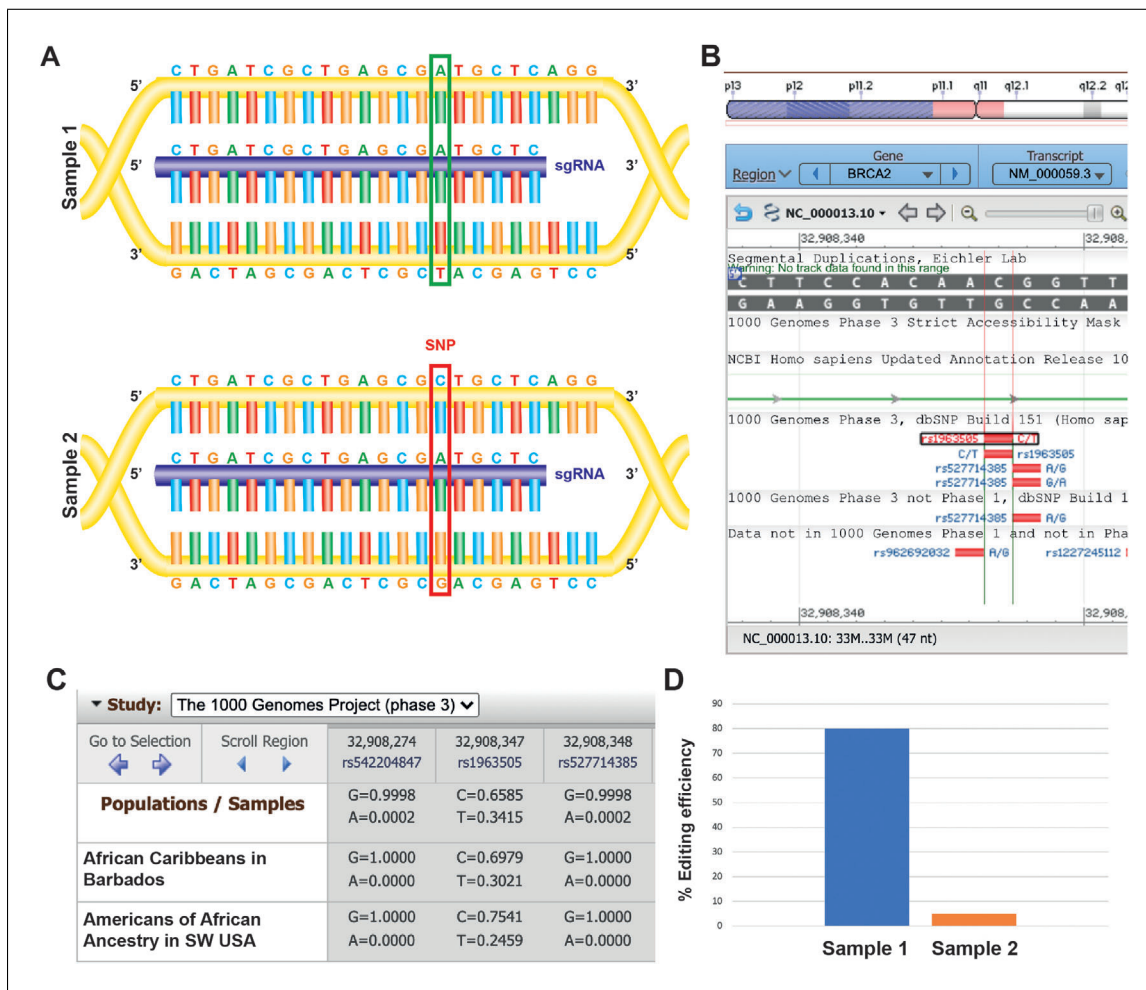 A
C T G A T C G C T G A G C G A T G C T C A G G
5’ 3’
C T G A T C G C T G A G C G A T G C T C
5’ sgRNA 3’
Sample 1
3’ 5’
G A C T A G C G A C T C G C T A C G A G T C C
SNP
C T G A T C G C T G A G C G C T G C T C A G G
5’ 3’
C T G A T C G C T G A G C G A T G C T C
5’ sgRNA 3’
Sample 2
3’ 5’
G A C T A G C G A C T C G C G A C G A G T C C
B
p13 p12 p11.2 p11.1 q11 q12.1 q12.2 q12
Gene Transcript
Region BRCA2 NM_000059.3
NC_000013.10
32,908,340 32,908,
Segmental Duplications, Eichler Lab
Warning: No track data found in this range
C T T C C A C A A C G G T T
G A A G G T G T T G C C A A
1000 Genomes Phase 3 Strict Accessibility Mask
NCBI Homo sapiens Updated Annotation Release 10
1000 Genomes Phase 3, dbSNP Build 151 (Homo sap
rs1963505 C/T
C/T rs1963505
rs527714385 A/G
rs527714385 G/A
1000 Genomes Phase 3 not Phase 1, dbSNP Build 1
rs527714385 A/G
Data not in 1000 Genomes Phase 1 and not in Pha
rs962692032 A/G rs1227245112
32,908,340 32,908,
NC_000013.10: 33M..33M (47 nt)
C
Study: The 1000 Genomes Project (phase 3)
Go to Selection Scroll Region 32,908,274 32,908,347 32,908,348
rs542204847 rs1963505 rs527714385
Populations / Samples G=0.9998 C=0.6585 G=0.9998
A=0.0002 T=0.3415 A=0.0002
African Caribbeans in G=1.0000 C=0.6979 G=1.0000
Barbados A=0.0000 T=0.3021 A=0.0000
Americans of African G=1.0000 C=0.7541 G=1.0000
Ancestry in SW USA A=0.0000 T=0.2459 A=0.0000
D
% Editing efficiency
90
80
70
60
50
40
30
20
10
0
Sample 1 Sample 2